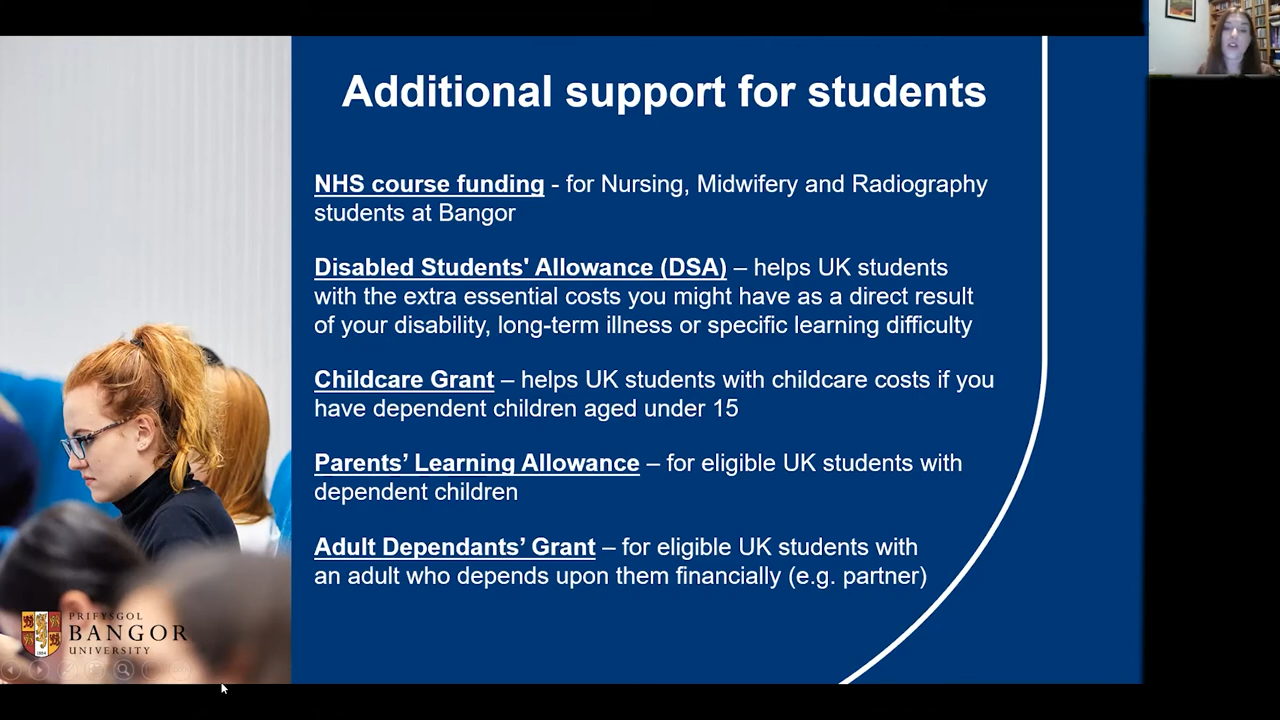 Additional support for students
NHS course funding - for Nursing, Midwifery and Radiography
students at Bangor
Disabled Students' Allowance (DSA) – helps UK students
with the extra essential costs you might have as a direct result
of your disability, long-term illness or specific learning difficulty
Childcare Grant – helps UK students with childcare costs if you
have dependent children aged under 15
Parents’ Learning Allowance – for eligible UK students with
dependent children
Adult Dependants’ Grant – for eligible UK students with
an adult who depends upon them financially (e.g. partner)
PRIFYSGOL
BANGOR
UNIVERSITY
1884